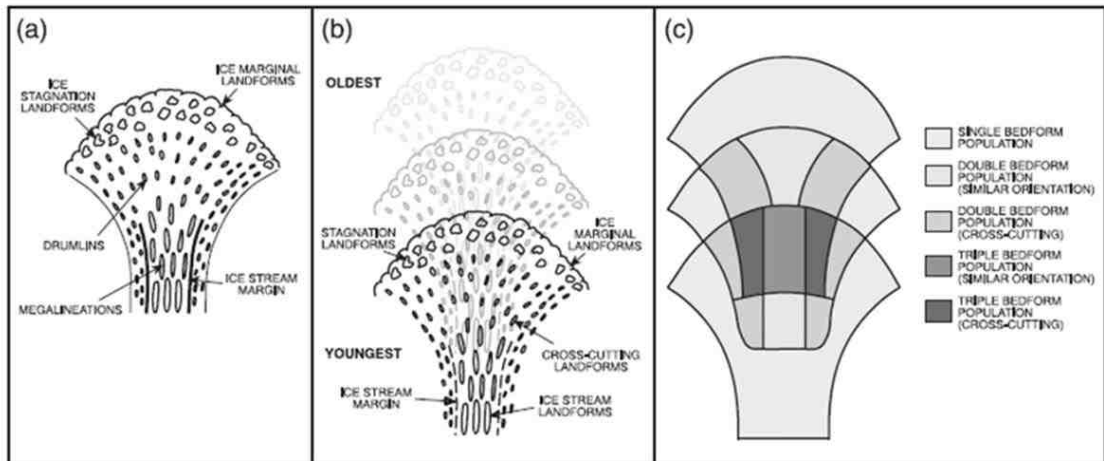 (a)
ICE
STAGNATION
LANDFORMS
ICE MARGINAL
LANDFORMS
DRUMLINS
MEGALINEATIONS
ICE STREAM
MARGIN
(b)
OLDEST
STAGNATION
LANDFORMS
ICE
MARGINAL
LANDFORMS
YOUNGEST
CROSS-CUTTING
LANDFORMS
ICE STREAM
MARGIN
ICE STREAM
LANDFORMS
(c)
SINGLE BEDFORM
POPULATION
DOUBLE BEDFORM
POPULATION
(SIMILAR ORIENTATION)
DOUBLE BEDFORM
POPULATION
(CROSS-CUTTING)
TRIPLE BEDFORM
POPULATION
(SIMILAR ORIENTATION)
TRIPLE BEDFORM
POPULATION
(CROSS-CUTTING)